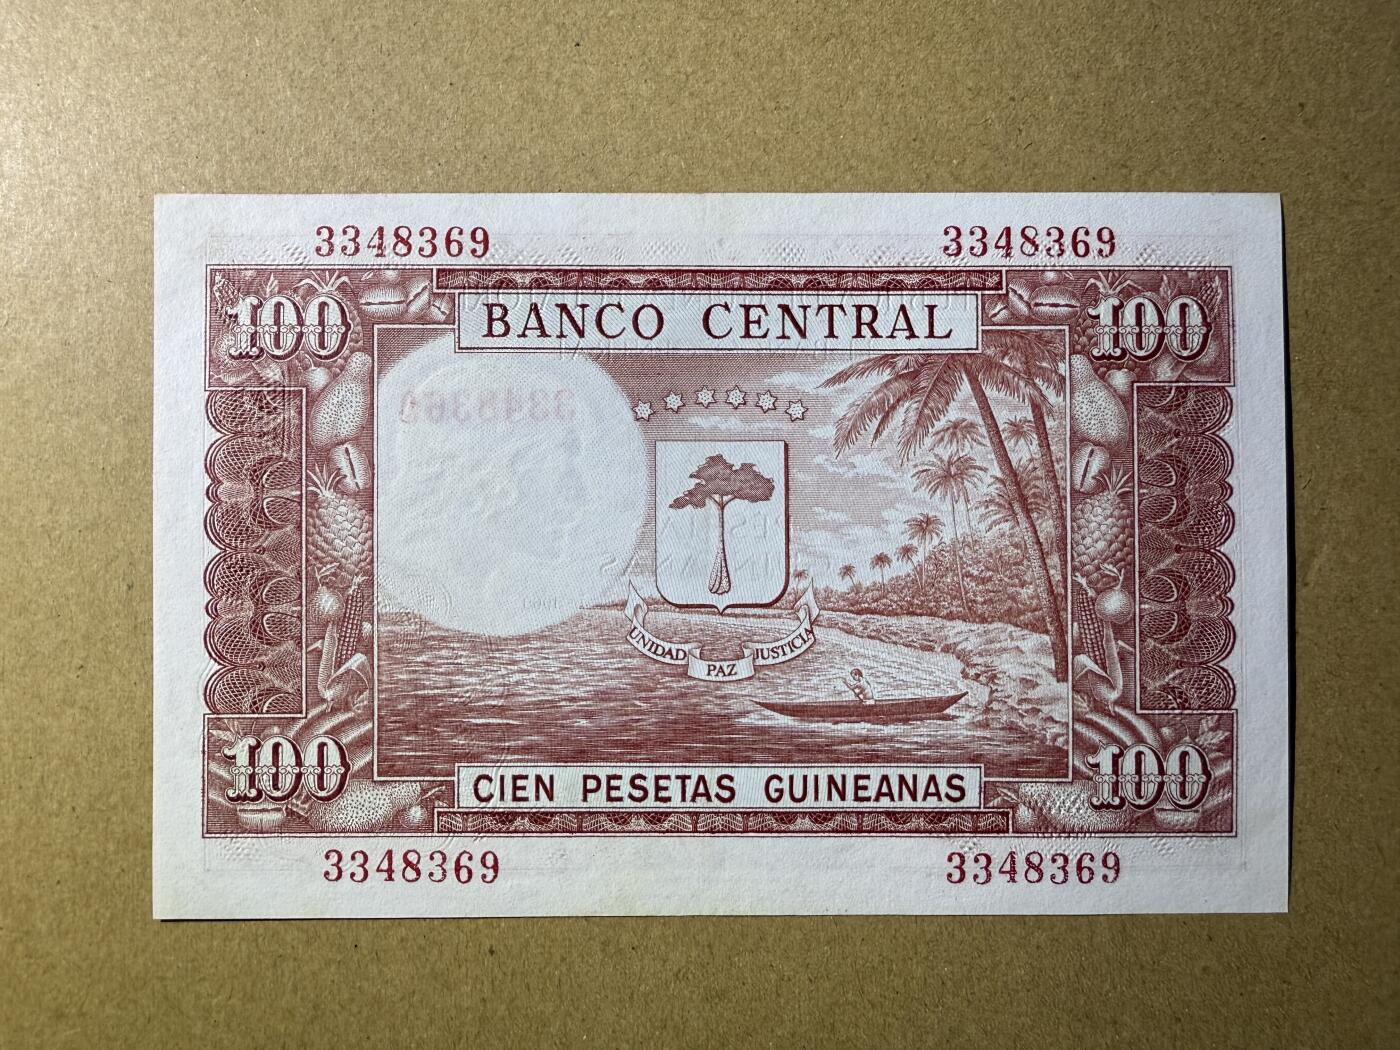 3348369 3348369
100 BANCO CENTRAL 100
UNIDAD PAZ JUSTICIA
100 CIEN PESETAS GUINEANAS 100
3348369 3348369